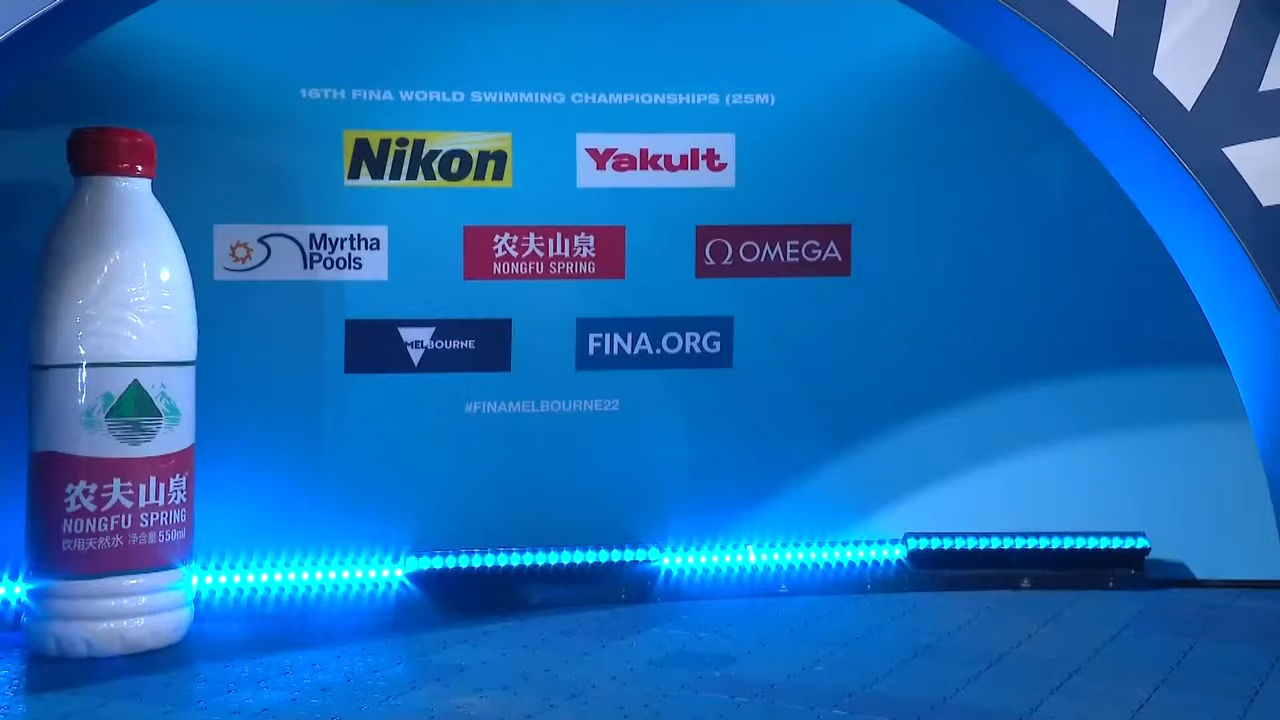 16TH FINA WORLD SWIMMING CHAMPIONSHIPS (25M)
Nikon
Yakult
Myrtha
Pools
农夫山泉
NONGFU SPRING
OMEGA
MELBOURNE
FINA.ORG
#FINAMELBOURNE22
农夫山泉
NONGFU SPRING
饮用天然水 净含量550ml